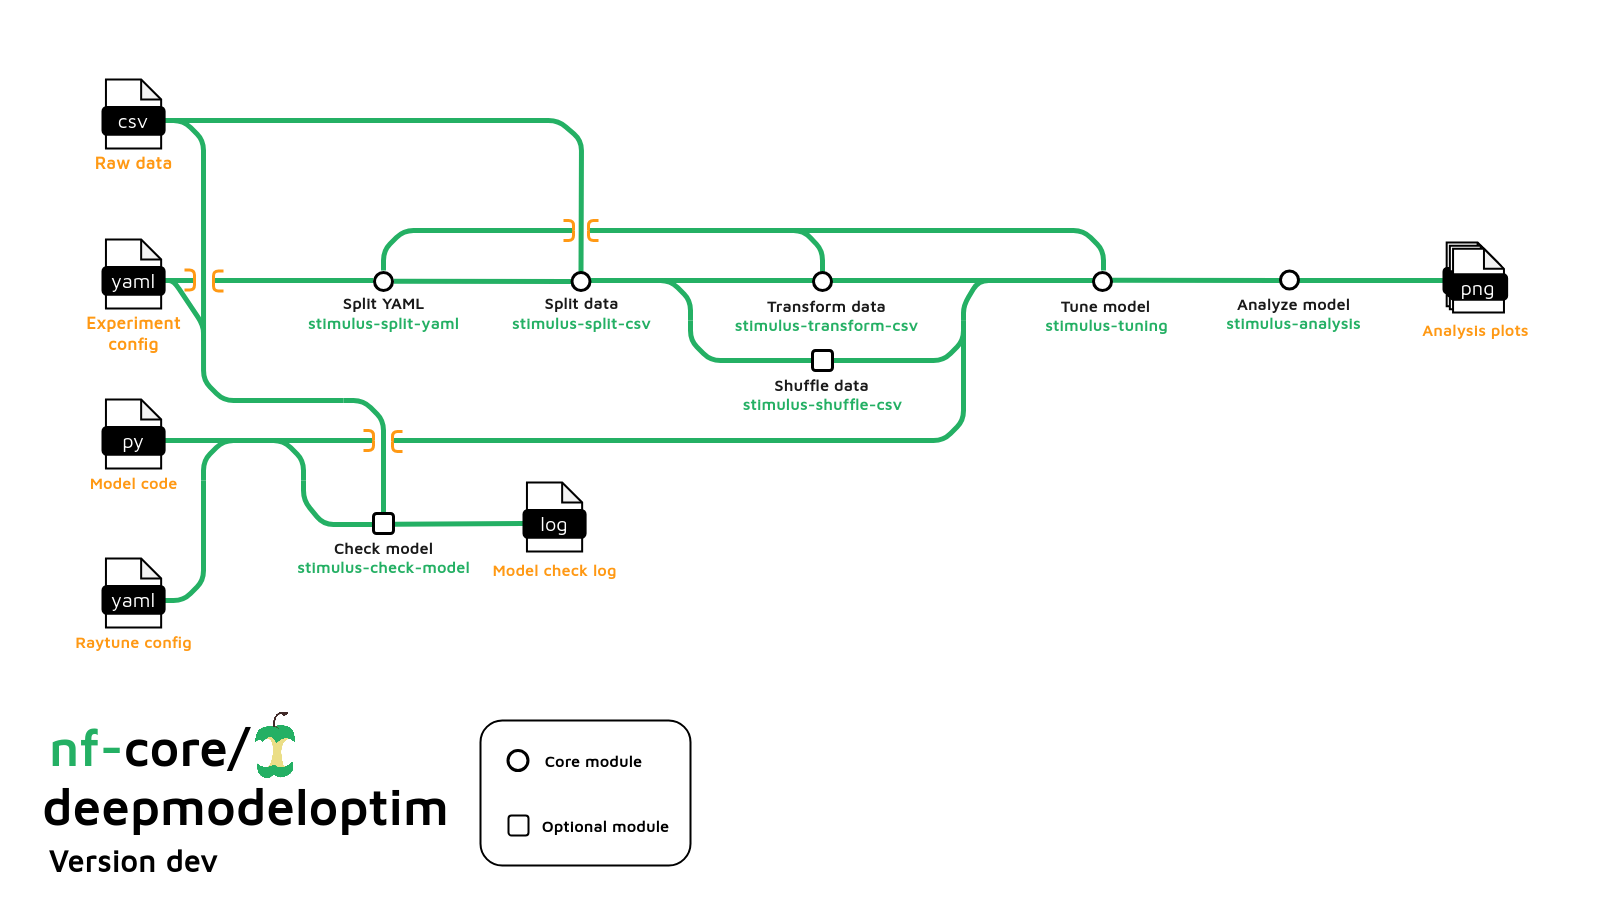 csv
Raw data
yaml
Experiment
config
Split YAML
stimulus-split-yaml
Split data
stimulus-split-csv
Transform data
stimulus-transform-csv
Tune model
stimulus-tuning
Analyze model
stimulus-analysis
png
Analysis plots
Shuffle data
stimulus-shuffle-csv
py
Model code
Check model
stimulus-check-model
log
Model check log
yaml
Raytune config
nf-core/
deepmodeloptim
Version dev
Core module
Optional module